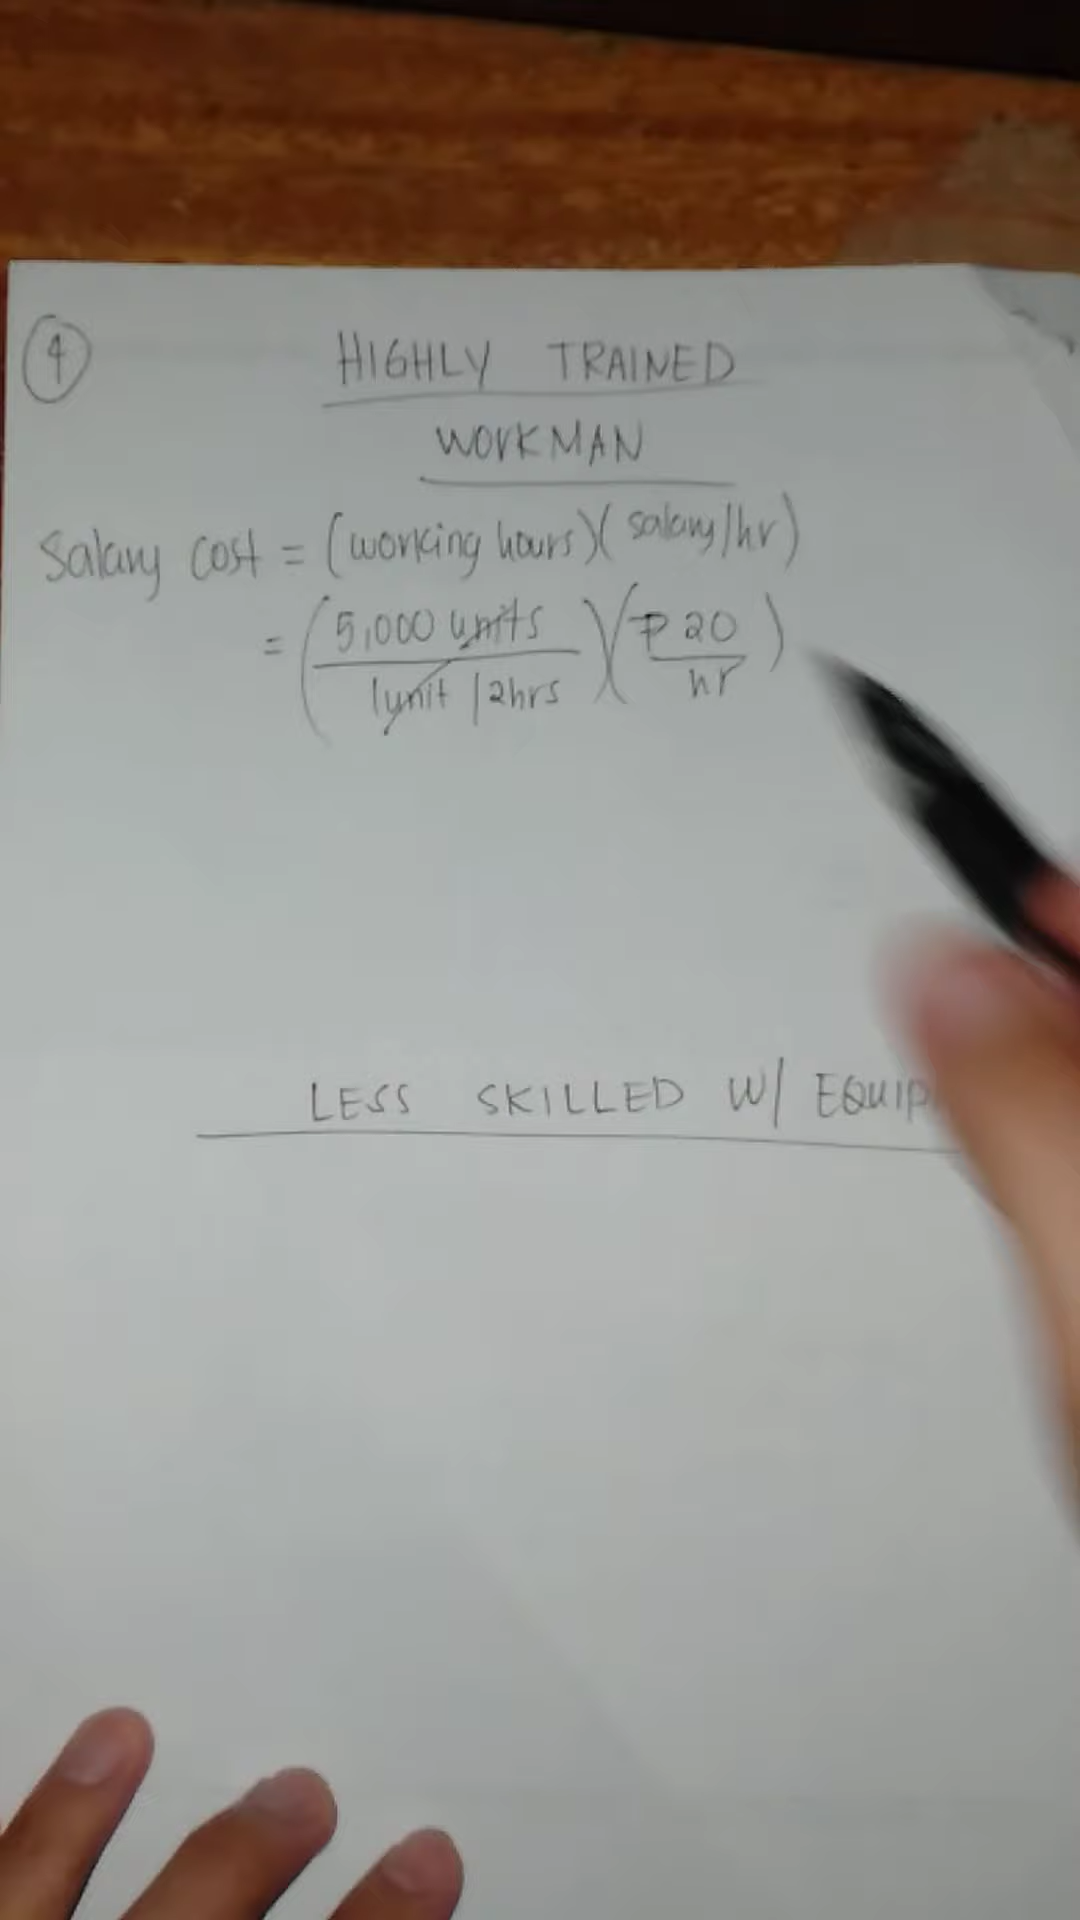 4
HIGHLY TRAINED
WORKMAN
Salary cost = (working hours)(salary/hr)
= (5,000 units / 1unit /2hrs)(₱20 / hr)
LESS SKILLED W/ EQUIP